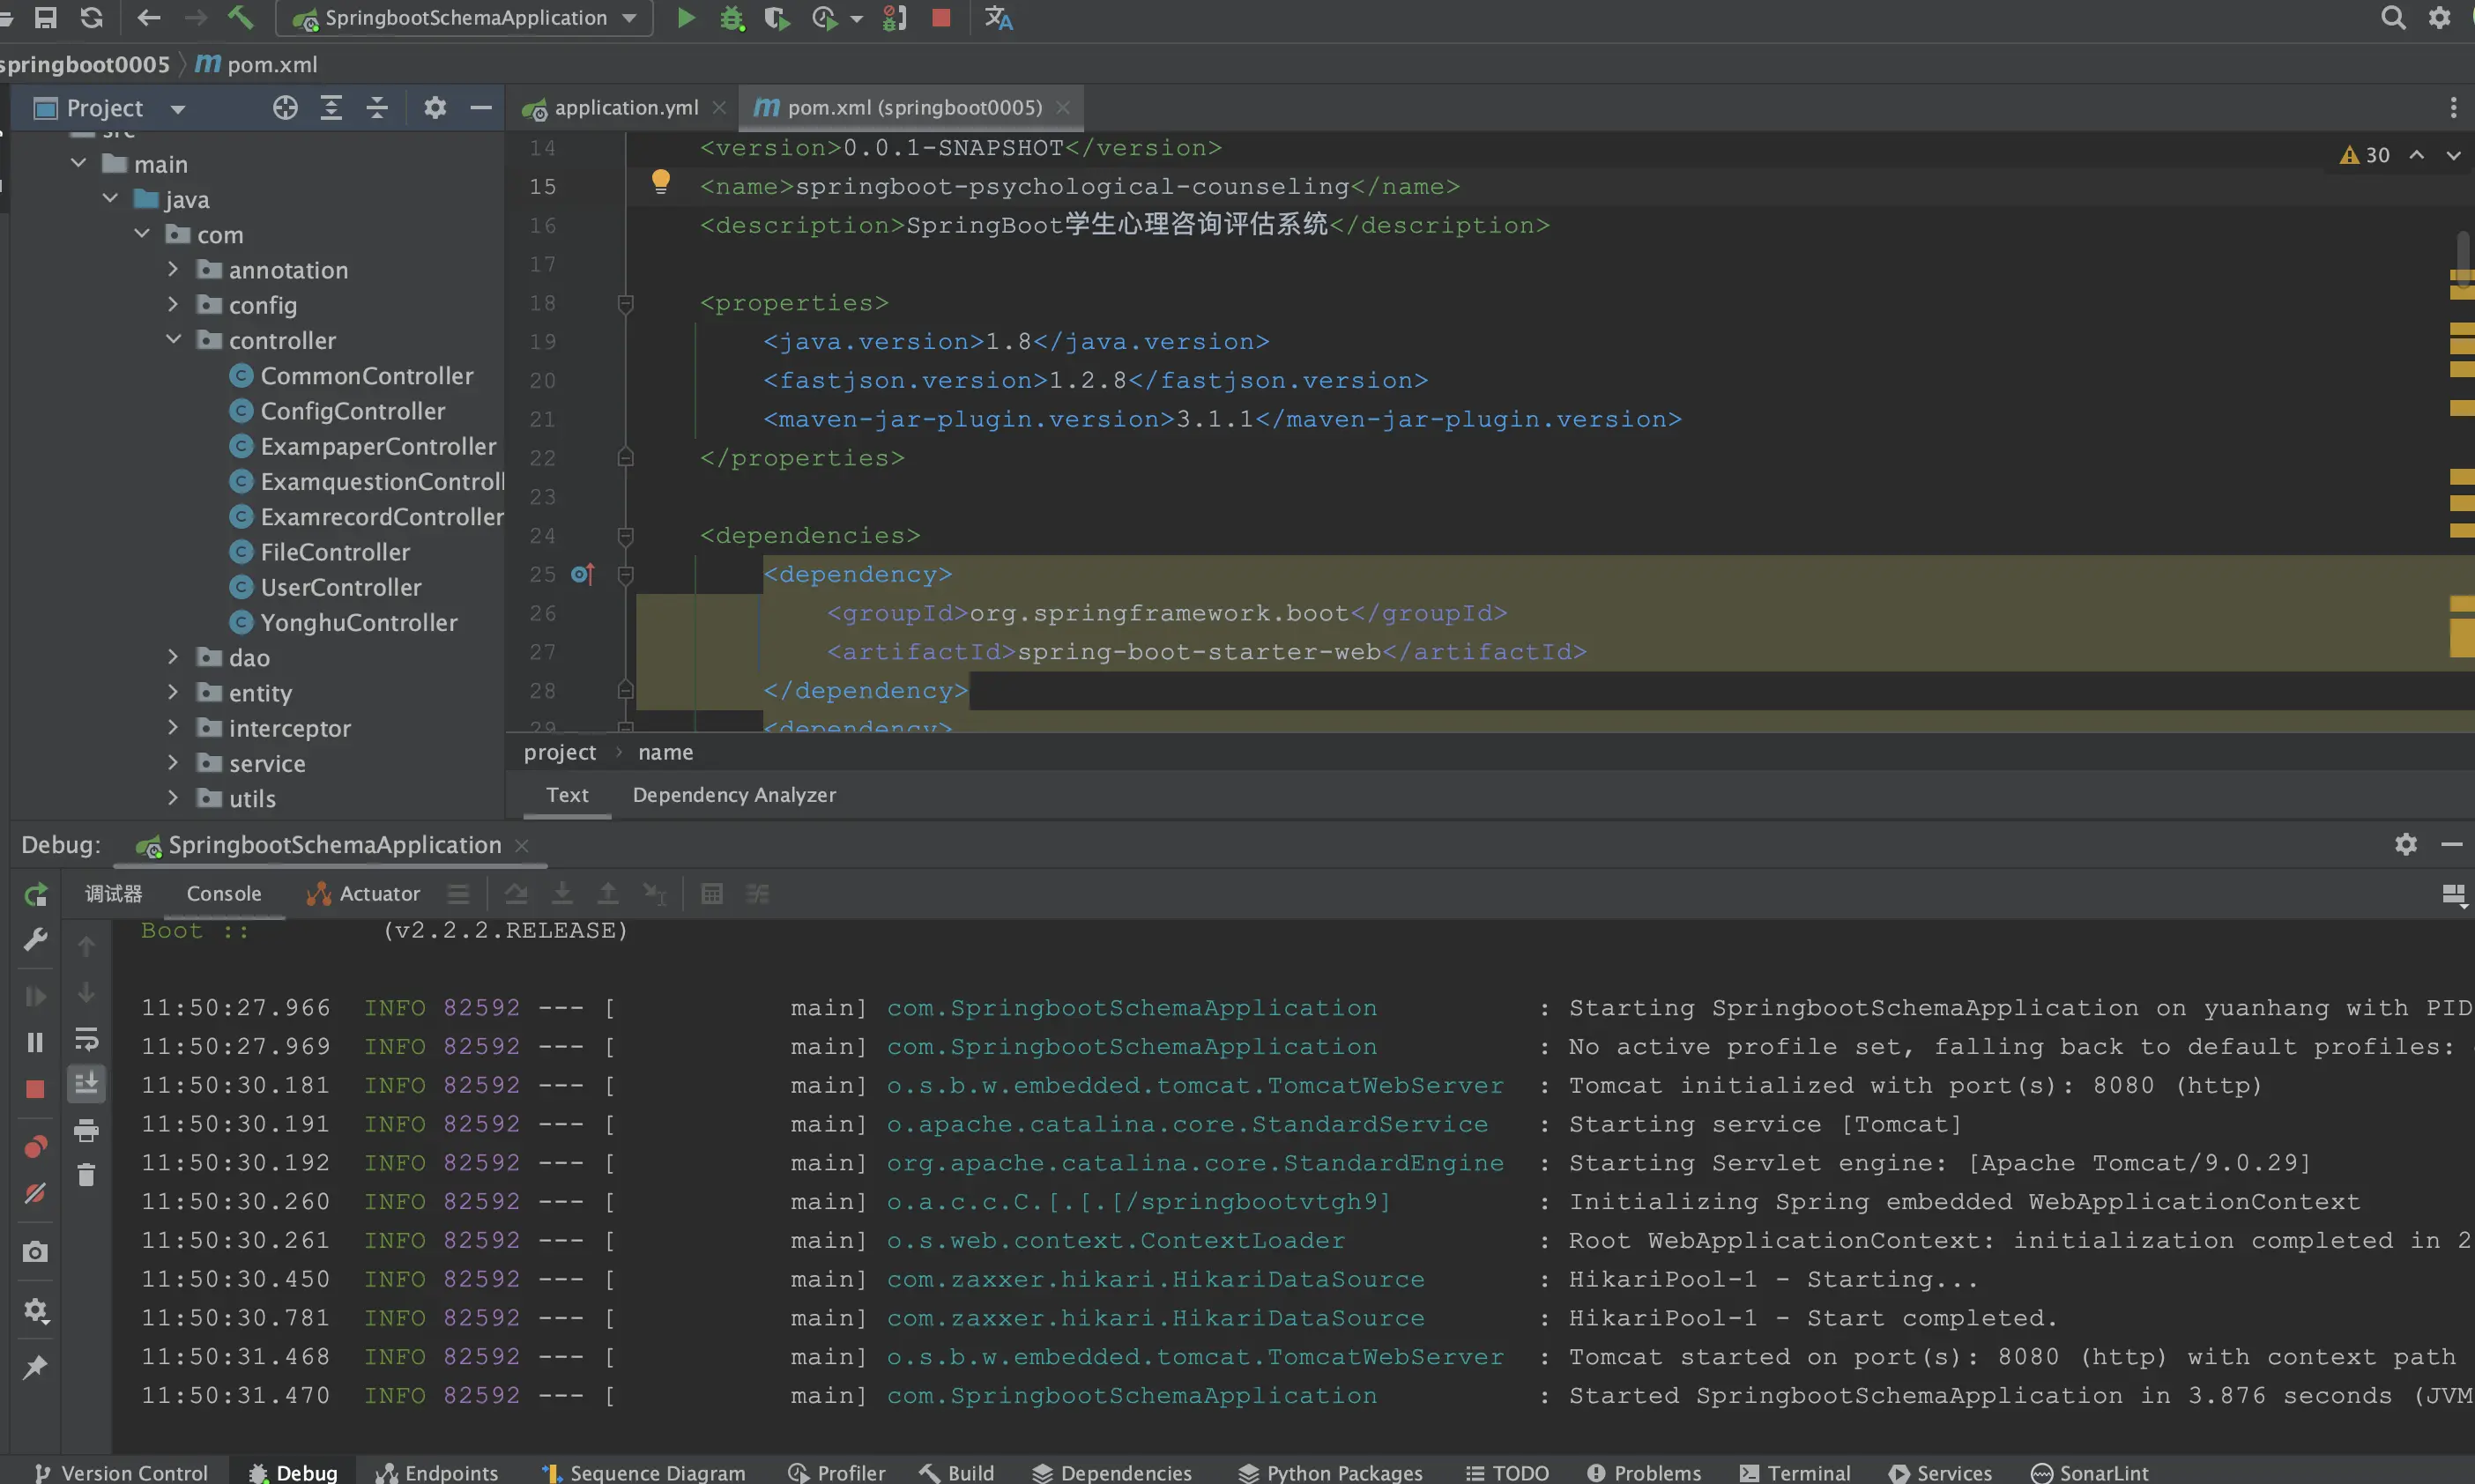 SpringbootSchemaApplication
springboot0005 pom.xml
Project
application.yml
pom.xml (springboot0005)
src
main
java
com
annotation
config
controller
CommonController
ConfigController
ExampaperController
ExamquestionControll
ExamrecordController
FileController
UserController
YonghuController
dao
entity
interceptor
service
utils
30
14 <version>0.0.1-SNAPSHOT</version>
15 <name>springboot-psychological-counseling</name>
16 <description>SpringBoot学生心理咨询评估系统</description>
17
18 <properties>
19 <java.version>1.8</java.version>
20 <fastjson.version>1.2.8</fastjson.version>
21 <maven-jar-plugin.version>3.1.1</maven-jar-plugin.version>
22 </properties>
23
24 <dependencies>
25 <dependency>
26 <groupId>org.springframework.boot</groupId>
27 <artifactId>spring-boot-starter-web</artifactId>
28 </dependency>
29 <dependency>
project › name
Text Dependency Analyzer
Debug: SpringbootSchemaApplication
调试器 Console Actuator
Boot :: (v2.2.2.RELEASE)
11:50:27.966 INFO 82592 --- [ main] com.SpringbootSchemaApplication : Starting SpringbootSchemaApplication on yuanhang with PID
11:50:27.969 INFO 82592 --- [ main] com.SpringbootSchemaApplication : No active profile set, falling back to default profiles:
11:50:30.181 INFO 82592 --- [ main] o.s.b.w.embedded.tomcat.TomcatWebServer : Tomcat initialized with port(s): 8080 (http)
11:50:30.191 INFO 82592 --- [ main] o.apache.catalina.core.StandardService : Starting service [Tomcat]
11:50:30.192 INFO 82592 --- [ main] org.apache.catalina.core.StandardEngine : Starting Servlet engine: [Apache Tomcat/9.0.29]
11:50:30.260 INFO 82592 --- [ main] o.a.c.c.C.[.[.[/springbootvtgh9] : Initializing Spring embedded WebApplicationContext
11:50:30.261 INFO 82592 --- [ main] o.s.web.context.ContextLoader : Root WebApplicationContext: initialization completed in 2
11:50:30.450 INFO 82592 --- [ main] com.zaxxer.hikari.HikariDataSource : HikariPool-1 - Starting...
11:50:30.781 INFO 82592 --- [ main] com.zaxxer.hikari.HikariDataSource : HikariPool-1 - Start completed.
11:50:31.468 INFO 82592 --- [ main] o.s.b.w.embedded.tomcat.TomcatWebServer : Tomcat started on port(s): 8080 (http) with context path
11:50:31.470 INFO 82592 --- [ main] com.SpringbootSchemaApplication : Started SpringbootSchemaApplication in 3.876 seconds (JVM
Version Control Debug Endpoints Sequence Diagram Profiler Build Dependencies Python Packages TODO Problems Terminal Services SonarLint